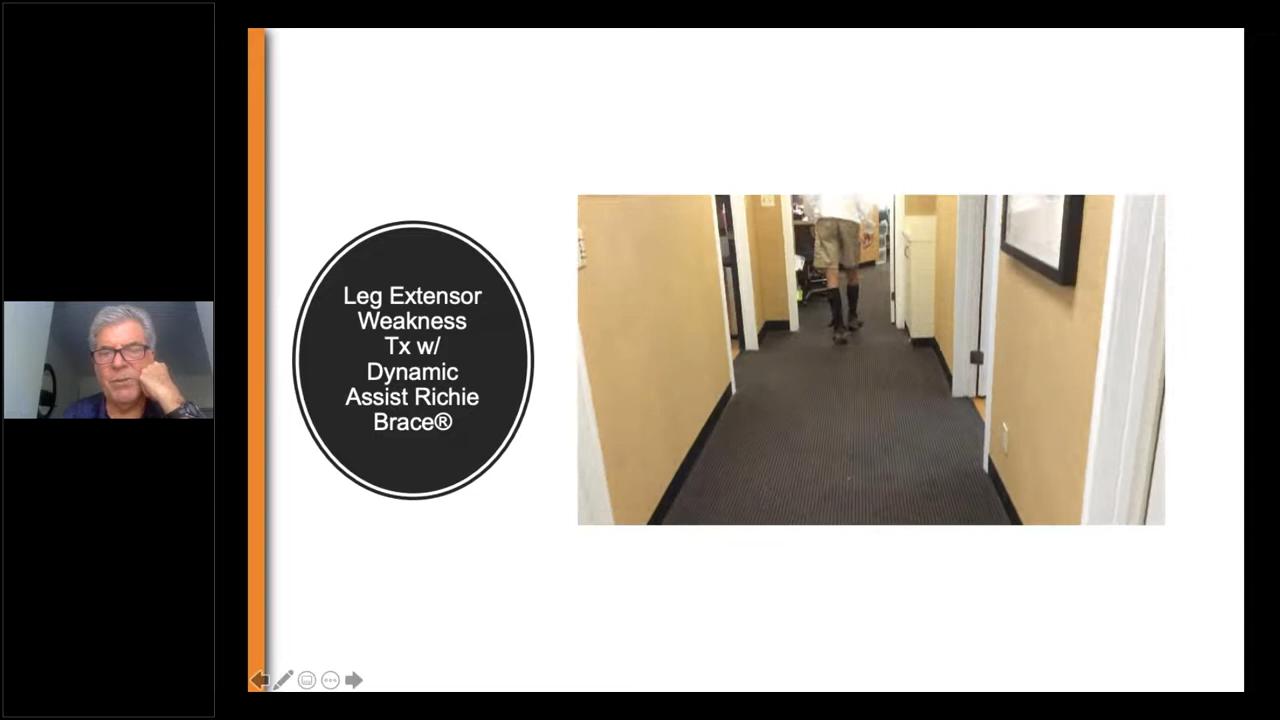 Leg Extensor
Weakness
Tx w/
Dynamic
Assist Richie
Brace®